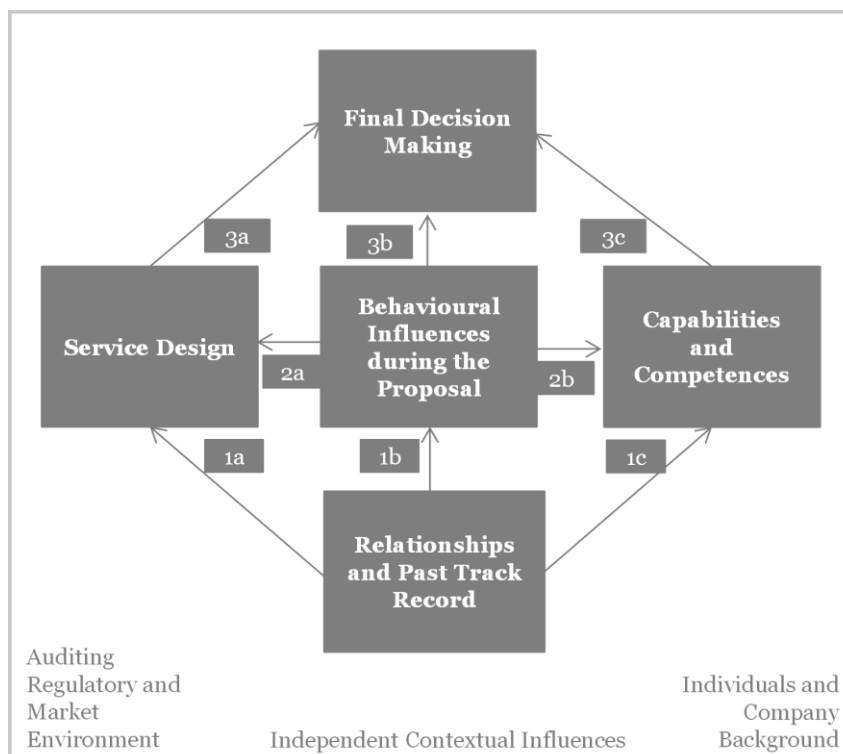 Final Decision
Making
3a
3b
3c
Service Design
Behavioural
Influences
during the
Proposal
Capabilities
and
Competences
2a
2b
1a
1b
1c
Relationships
and Past Track
Record
Auditing
Regulatory and
Market
Environment
Independent Contextual Influences
Individuals and
Company
Background